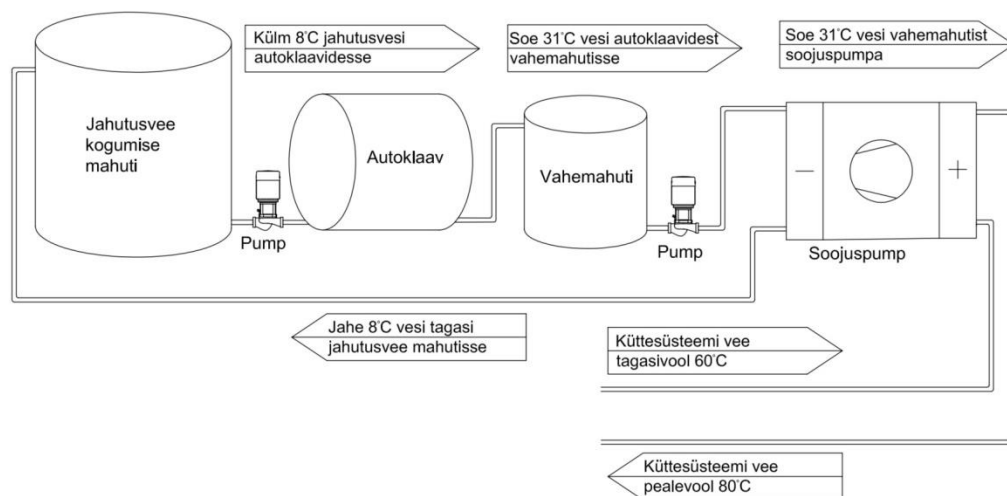 Külm 8°C jahutusvesi
autoklaavidesse
Soe 31°C vesi autoklaavidest
vahemahutisse
Soe 31°C vesi vahemahutist
soojuspumpa
Jahutusvee
kogumise
mahuti
Autoklaav
Vahemahuti
−
+
Pump
Pump
Soojuspump
Jahe 8°C vesi tagasi
jahutusvee mahutisse
Küttesüsteemi vee
tagasivool 60°C
Küttesüsteemi vee
pealevool 80°C